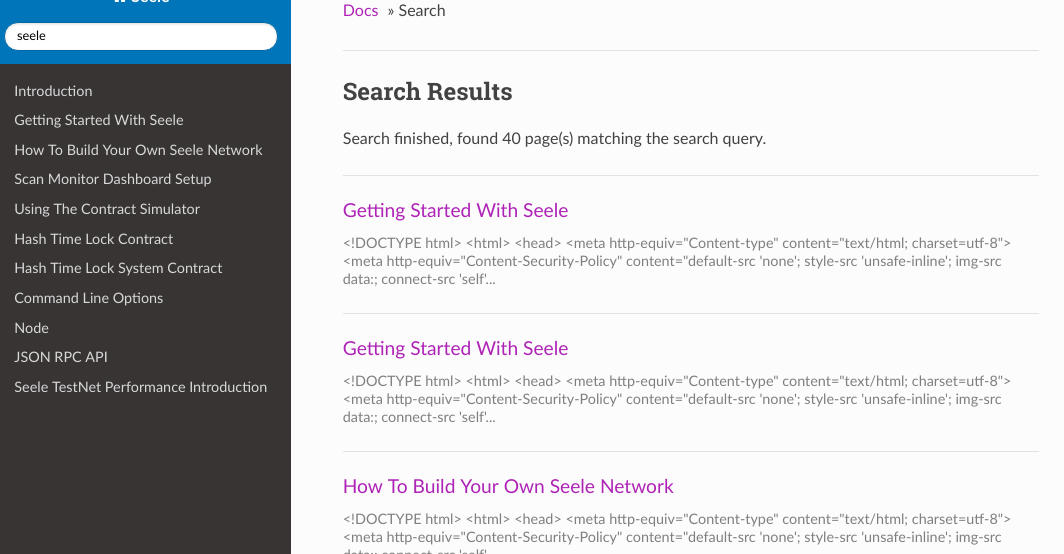 Seele
seele
Introduction
Getting Started With Seele
How To Build Your Own Seele Network
Scan Monitor Dashboard Setup
Using The Contract Simulator
Hash Time Lock Contract
Hash Time Lock System Contract
Command Line Options
Node
JSON RPC API
Seele TestNet Performance Introduction
Docs » Search
Search Results
Search finished, found 40 page(s) matching the search query.
Getting Started With Seele
<!DOCTYPE html> <html> <head> <meta http-equiv="Content-type" content="text/html; charset=utf-8">
<meta http-equiv="Content-Security-Policy" content="default-src 'none'; style-src 'unsafe-inline'; img-src
data:; connect-src 'self'...
Getting Started With Seele
<!DOCTYPE html> <html> <head> <meta http-equiv="Content-type" content="text/html; charset=utf-8">
<meta http-equiv="Content-Security-Policy" content="default-src 'none'; style-src 'unsafe-inline'; img-src
data:; connect-src 'self'...
How To Build Your Own Seele Network
<!DOCTYPE html> <html> <head> <meta http-equiv="Content-type" content="text/html; charset=utf-8">
<meta http-equiv="Content-Security-Policy" content="default-src 'none'; style-src 'unsafe-inline'; img-src
data:; connect-src 'self'